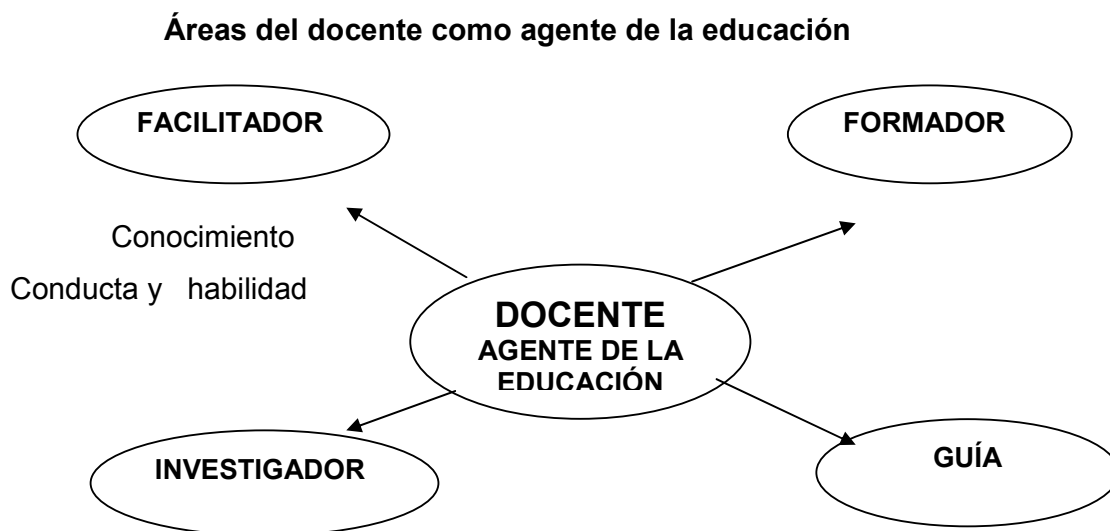 Áreas del docente como agente de la educación
FACILITADOR
FORMADOR
Conocimiento
Conducta y habilidad
DOCENTE
AGENTE DE LA
EDUCACIÓN
INVESTIGADOR
GUÍA